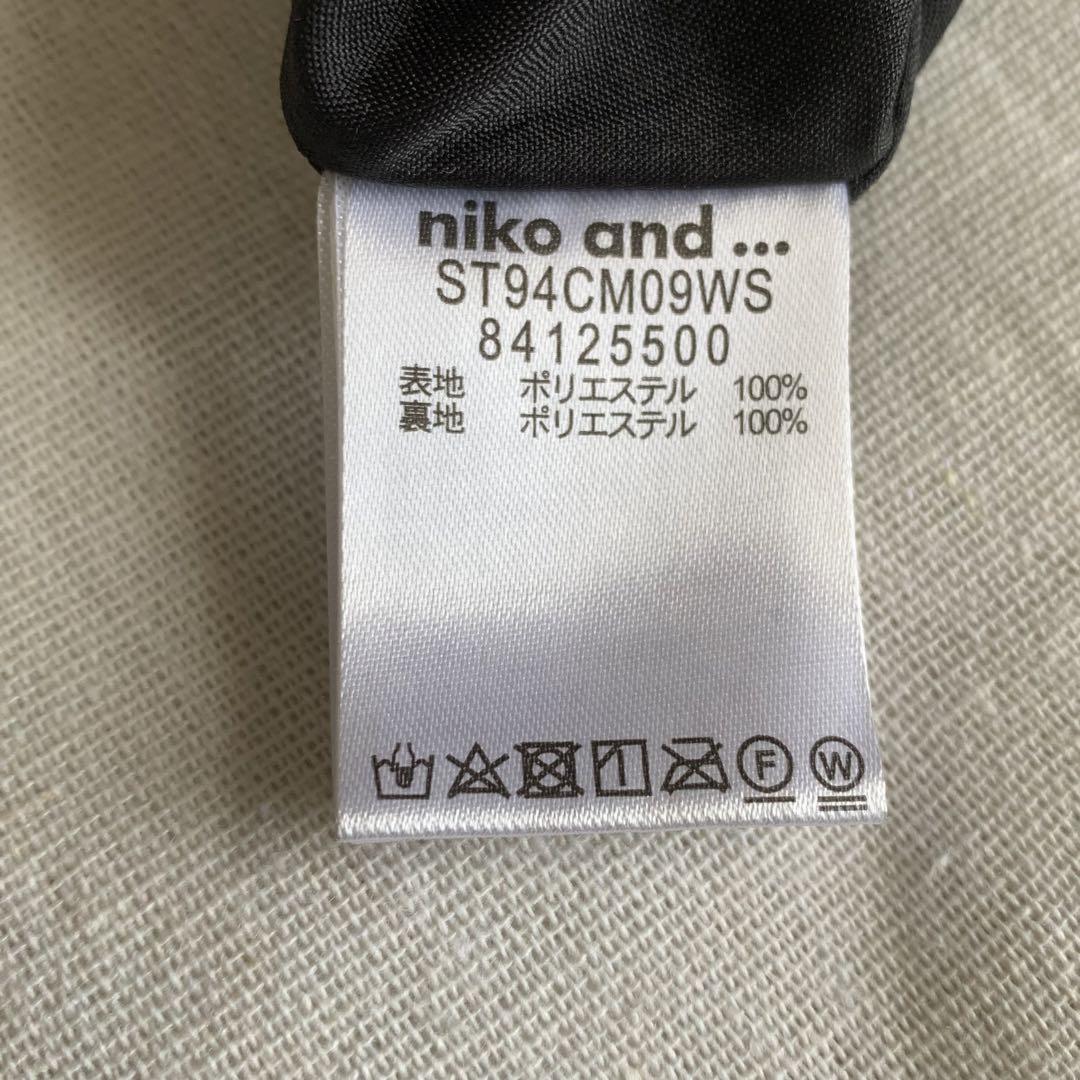 niko and ...
ST94CM09WS
84125500
表地 ポリエステル 100%
裏地 ポリエステル 100%
F W